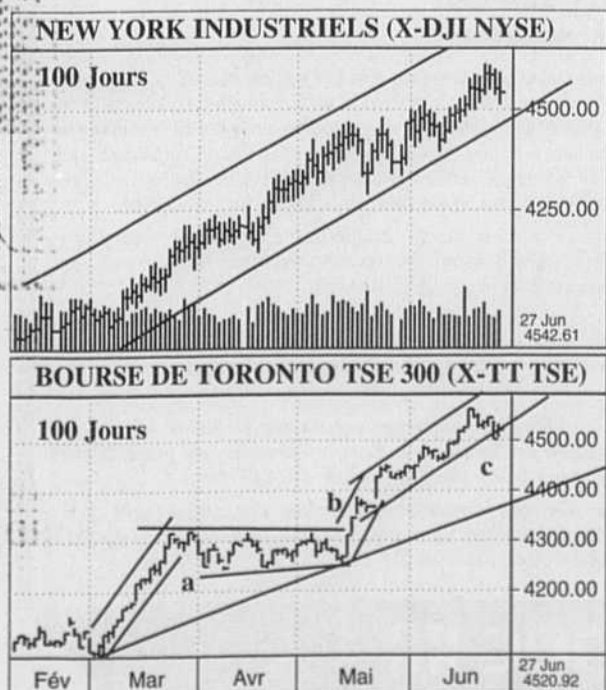 NEW YORK INDUSTRIELS (X-DJI NYSE)
100 Jours
4500.00
4250.00
27 Jun
4542.61
BOURSE DE TORONTO TSE 300 (X-TT TSE)
100 Jours
4500.00
b
c
4400.00
4300.00
a
4200.00
Fév Mar Avr Mai Jun
27 Jun
4520.92